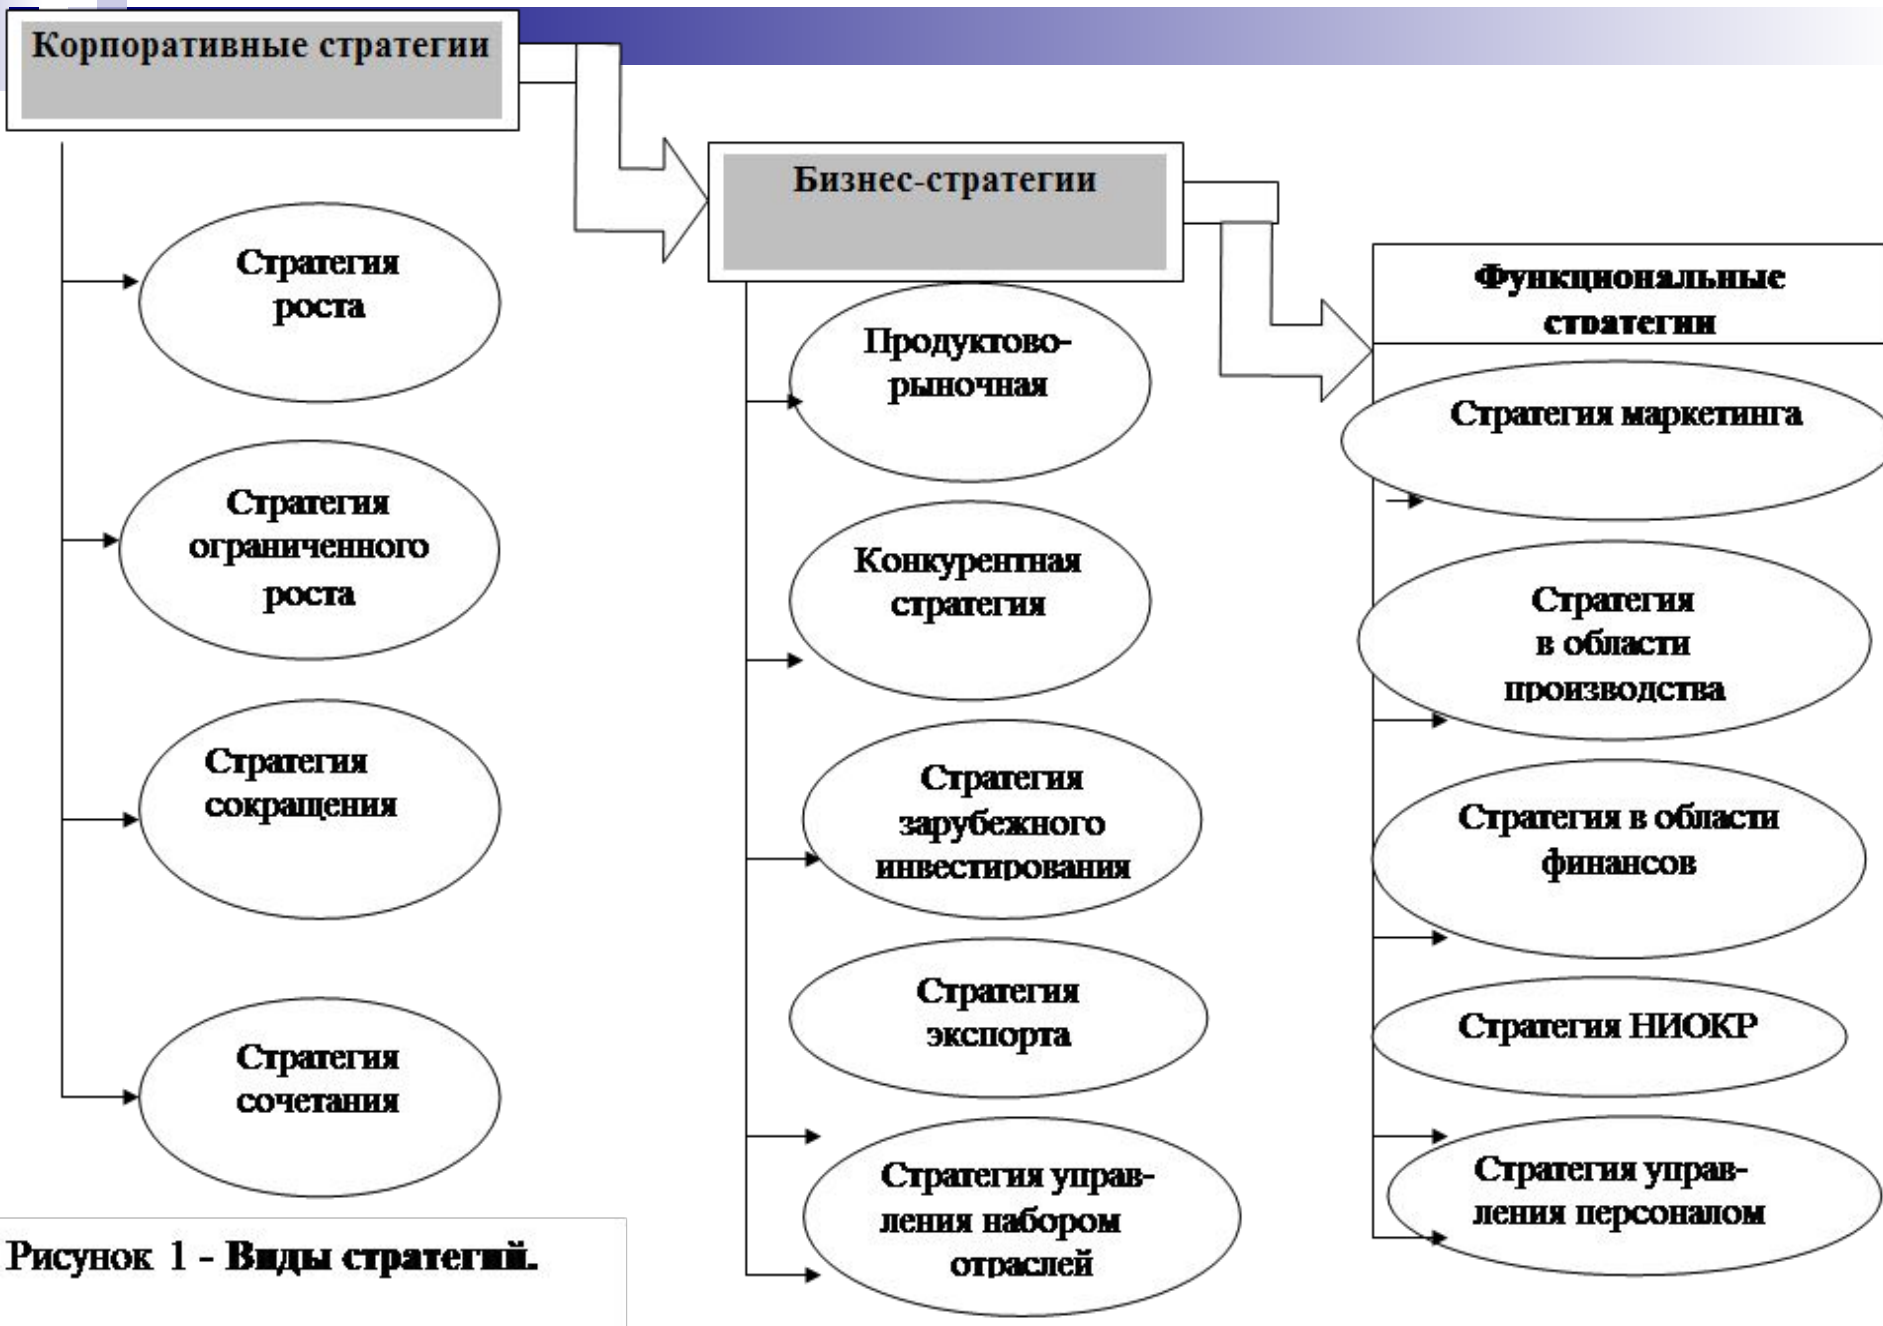 Корпоративные стратегии
Стратегия
роста
Стратегия
ограниченного
роста
Стратегия
сокращения
Стратегия
сочетания
Бизнес-стратегии
Продуктово-
рыночная
Конкурентная
стратегия
Стратегия
зарубежного
инвестирования
Стратегия
экспорта
Стратегия управ-
ления набором
отраслей
Функциональные
стратегии
Стратегия маркетинга
Стратегия
в области
производства
Стратегия в области
финансов
Стратегия НИОКР
Стратегия управ-
ления персоналом
Рисунок 1 - Виды стратегий.